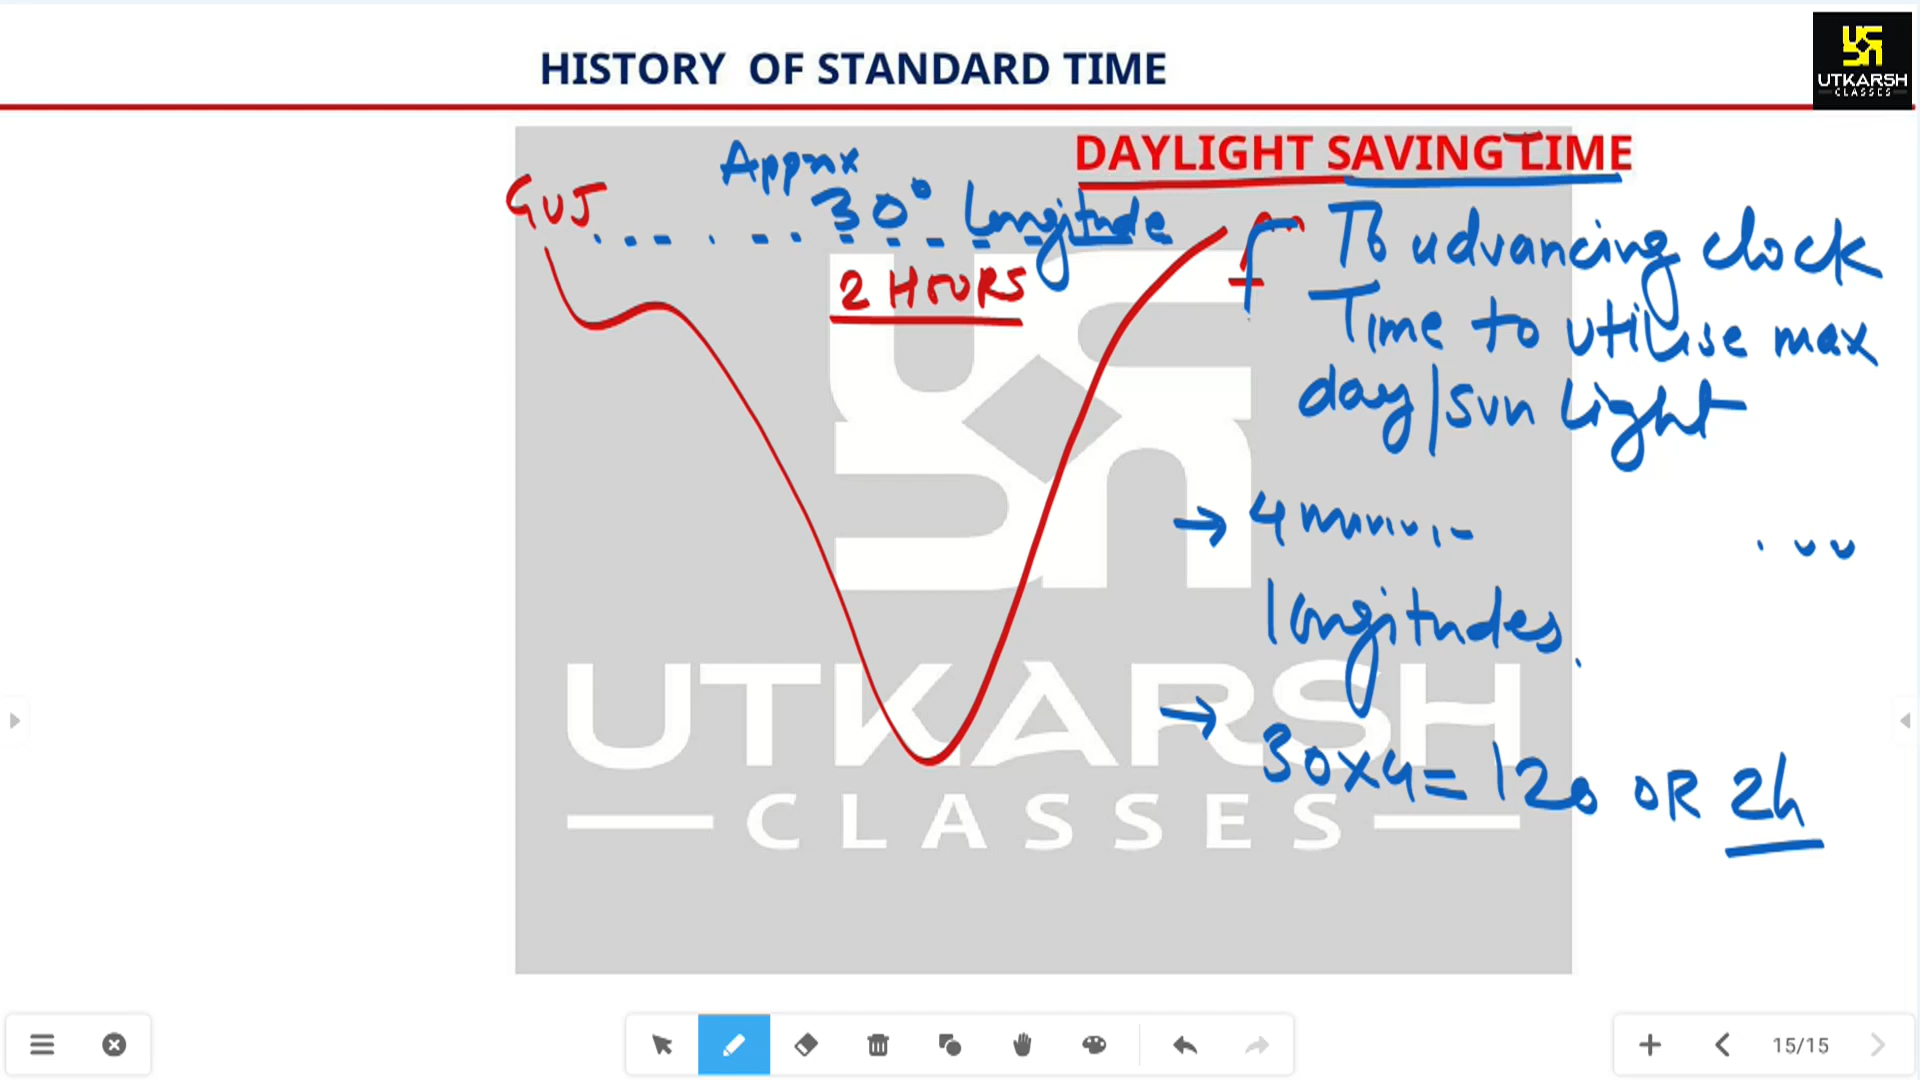 HISTORY OF STANDARD TIME
UTKARSH
CLASSES
DAYLIGHT SAVING TIME
GUJ
Apprx
30° Longitude
2 HOURS
To advancing clock
Time to utilise max
day/sun light
→ 4
longitudes.
→ 30x4 = 120 OR 2h
UTKARSH
CLASSES
15/15